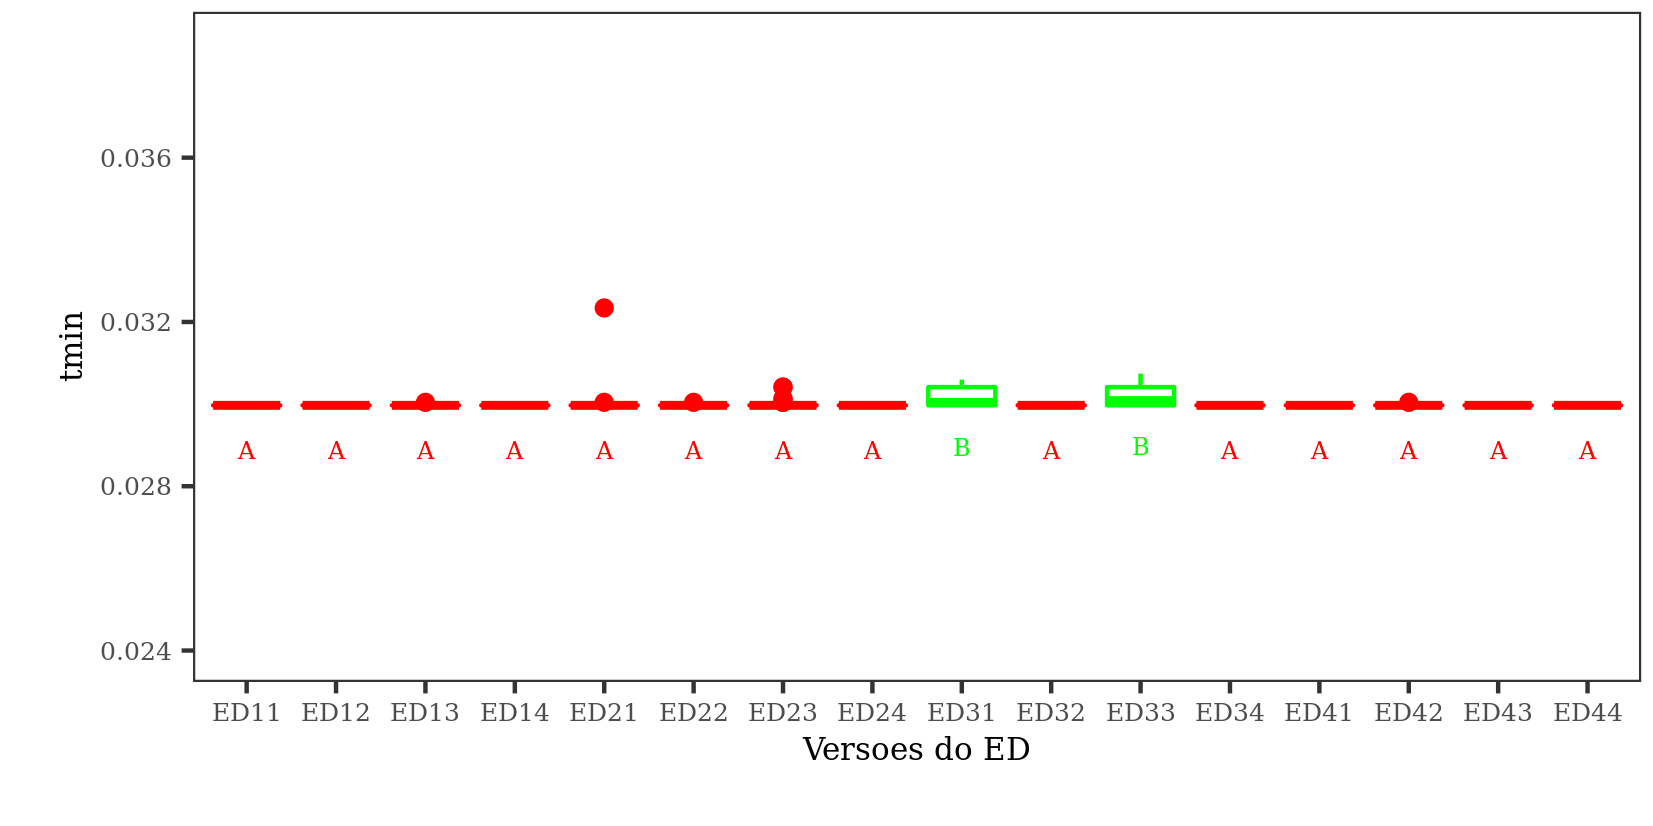 0.036
tmin
0.032
0.028
0.024
A A A A A A A A B A B A A A A A
ED11 ED12 ED13 ED14 ED21 ED22 ED23 ED24 ED31 ED32 ED33 ED34 ED41 ED42 ED43 ED44
Versoes do ED